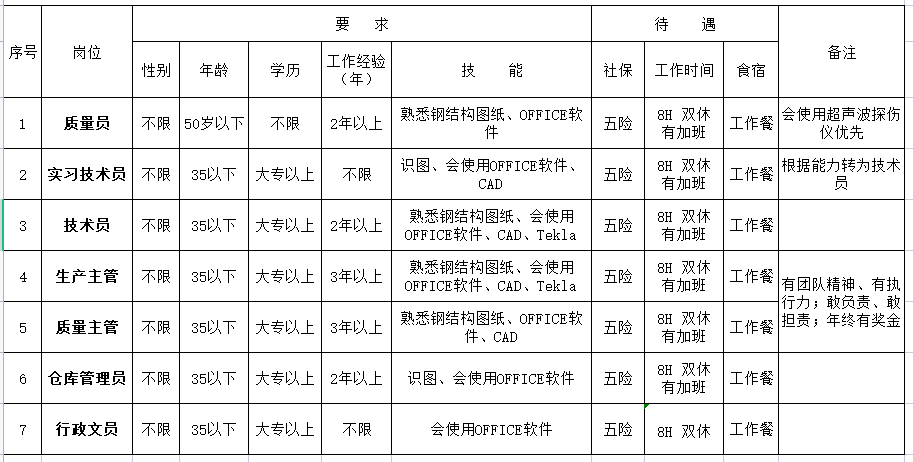 序号
岗位
要 求
待 遇
备注
性别
年龄
学历
工作经验
（年）
技 能
社保
工作时间
食宿
1
质量员
不限
50岁以下
不限
2年以上
熟悉钢结构图纸、OFFICE软
件
五险
8H 双休
有加班
工作餐
会使用超声波探伤
仪优先
2
实习技术员
不限
35以下
大专以上
不限
识图、会使用OFFICE软件、
CAD
五险
8H 双休
有加班
工作餐
根据能力转为技术
员
3
技术员
不限
35以下
大专以上
2年以上
熟悉钢结构图纸、会使用
OFFICE软件、CAD、Tekla
五险
8H 双休
有加班
工作餐
4
生产主管
不限
35以下
大专以上
3年以上
熟悉钢结构图纸、会使用
OFFICE软件、CAD、Tekla
五险
8H 双休
有加班
工作餐
有团队精神、有执
行力；敢负责、敢
担责；年终有奖金
5
质量主管
不限
35以下
大专以上
3年以上
熟悉钢结构图纸、OFFICE软
件、CAD
五险
8H 双休
有加班
工作餐
6
仓库管理员
不限
35以下
大专以上
2年以上
识图、会使用OFFICE软件
五险
8H 双休
有加班
工作餐
7
行政文员
不限
35以下
大专以上
不限
会使用OFFICE软件
五险
8H 双休
工作餐